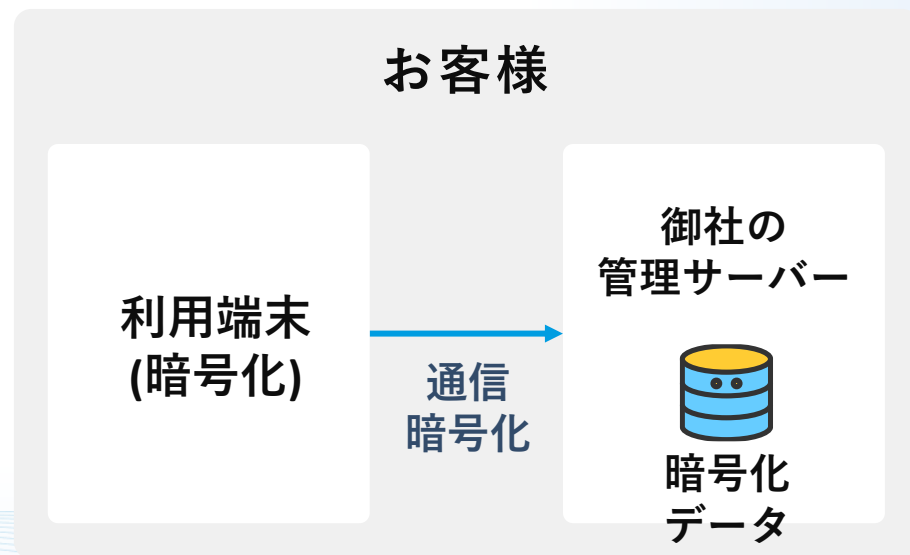 お客様
利用端末
(暗号化)
通信
暗号化
御社の
管理サーバー
暗号化
データ